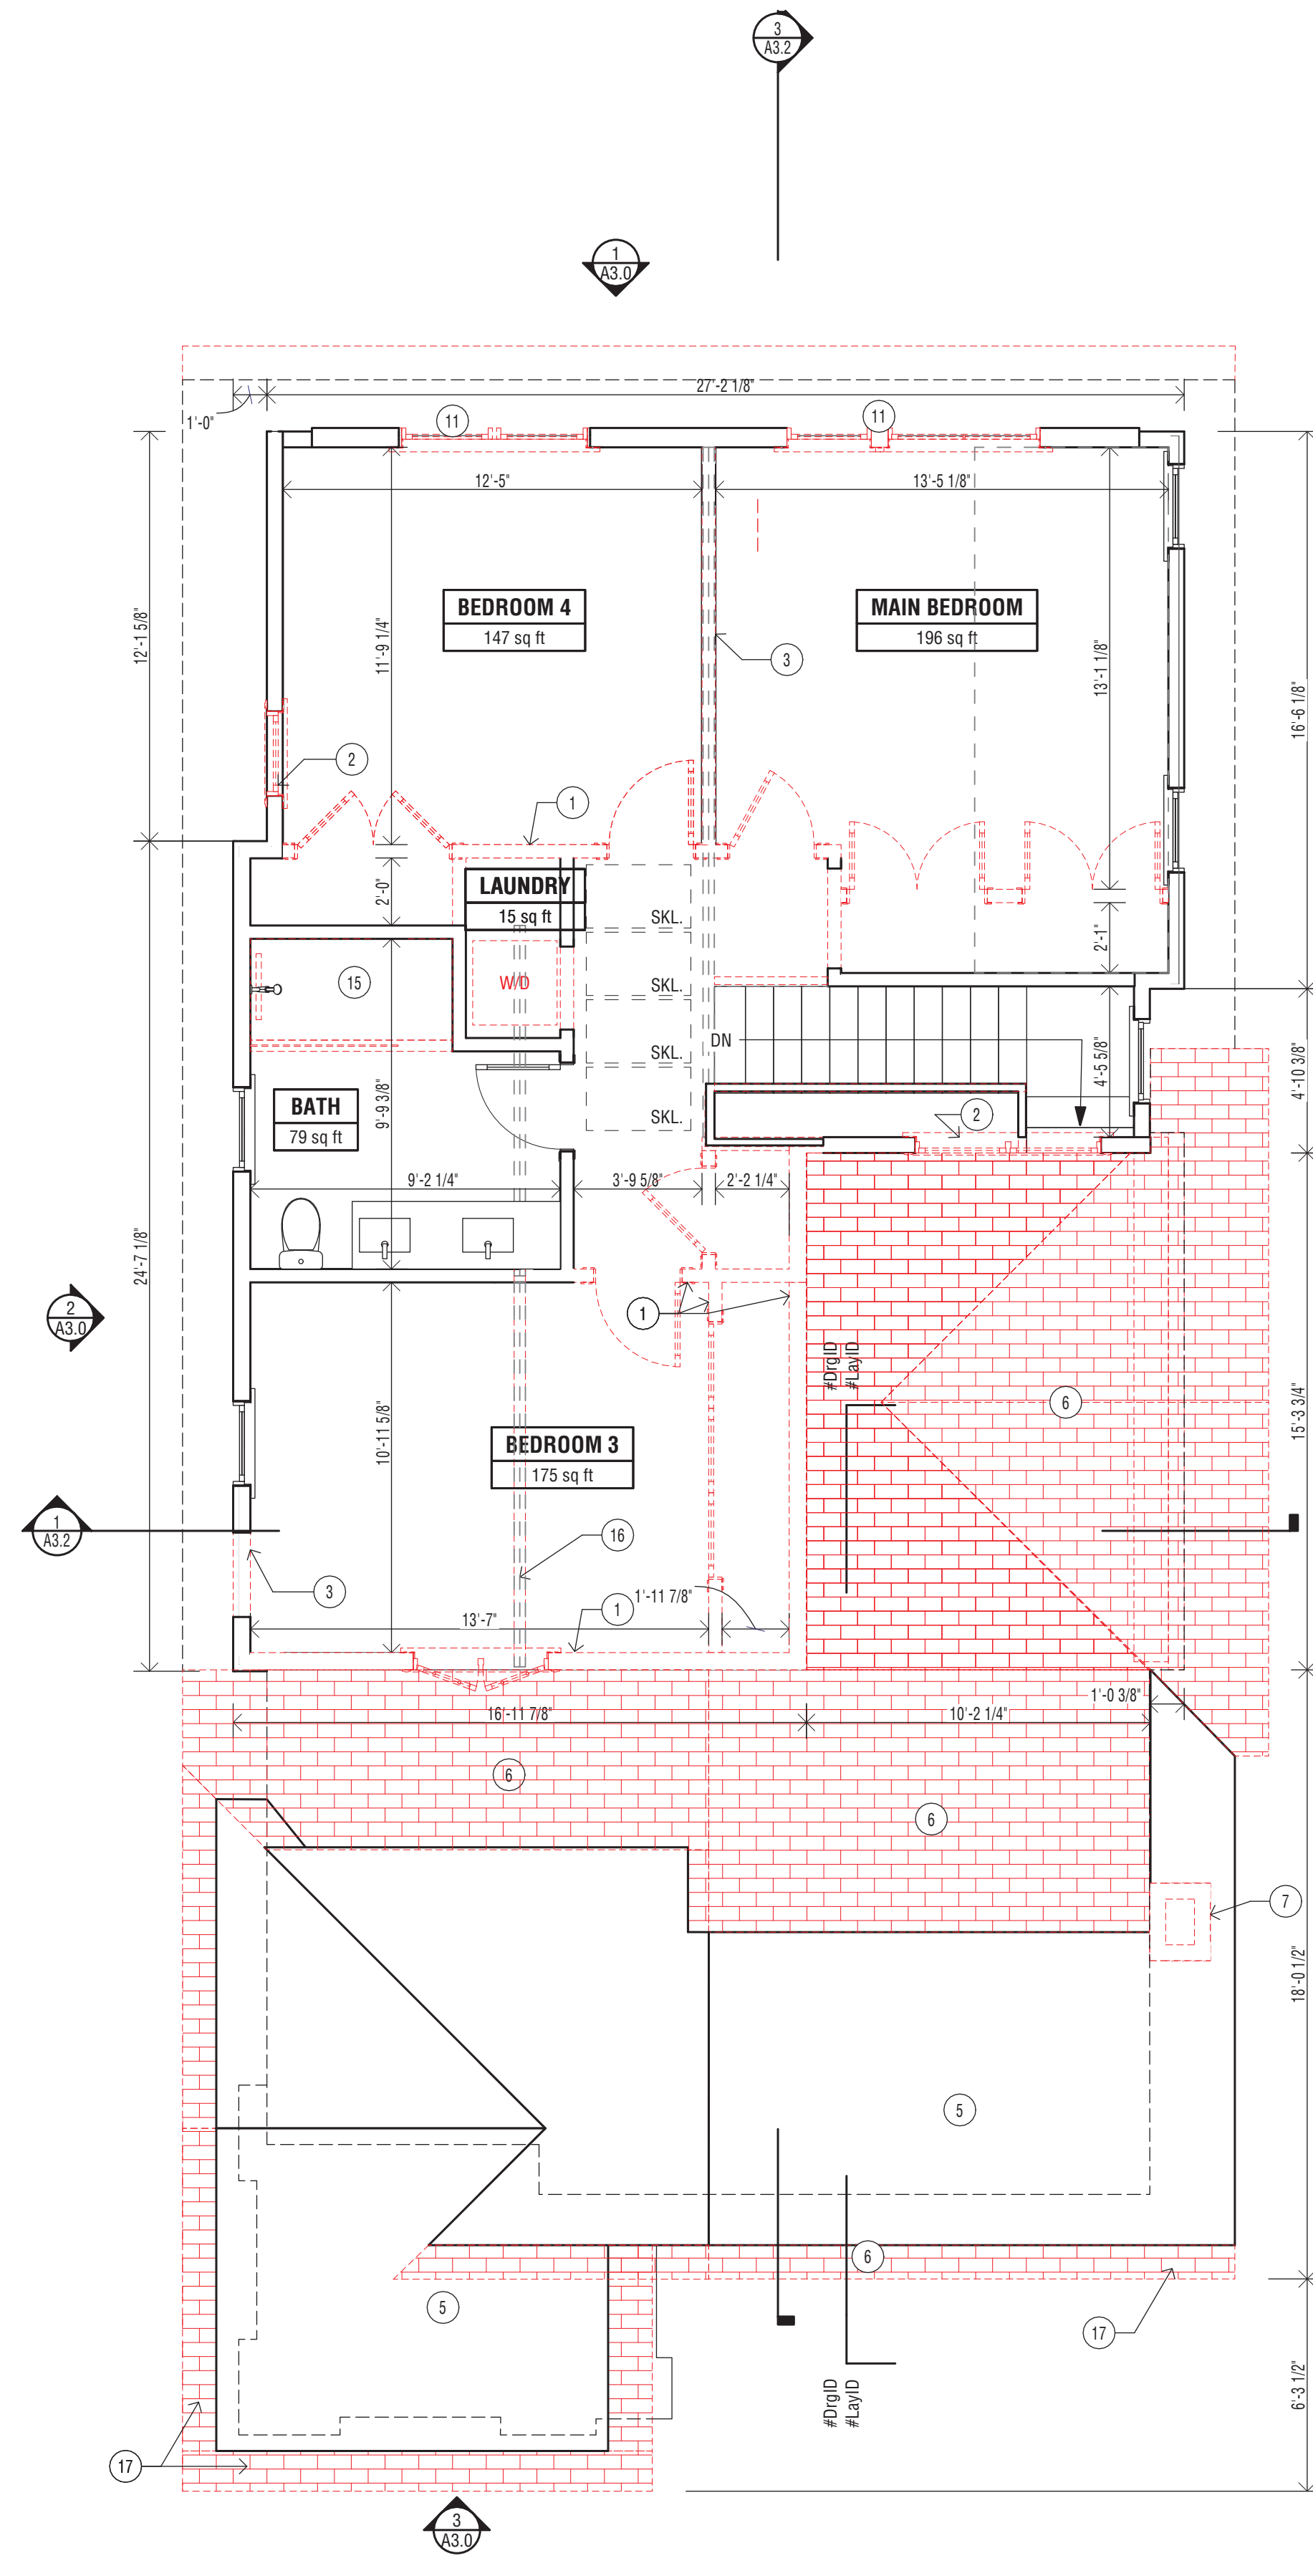 3
A3.2
1
A3.0
27'-2 1/8"
1'-0"
11
11
12'-5"
13'-5 1/8"
12'-1 5/8"
11'-9 1/4"
BEDROOM 4
147 sq ft
MAIN BEDROOM
196 sq ft
3
13'-1 1/8"
16'-6 1/8"
2
1
LAUNDRY
15 sq ft
2'-0"
SKL.
2'-1"
15
W/D
SKL.
SKL.
DN
4'-5 5/8"
4'-10 3/8"
BATH
79 sq ft
9'-9 3/8"
SKL.
2
9'-2 1/4"
3'-9 5/8"
2'-2 1/4"
24'-7 1/8"
2
A3.0
1
#DrgID
#LayID
6
15'-3 3/4"
10'-11 5/8"
BEDROOM 3
175 sq ft
1
A3.2
16
3
1'-11 7/8"
1
13'-7"
1'-0 3/8"
16'-11 7/8"
10'-2 1/4"
6
6
7
18'-0 1/2"
5
6
5
17
#DrgID
#LayID
6'-3 1/2"
17
3
A3.0